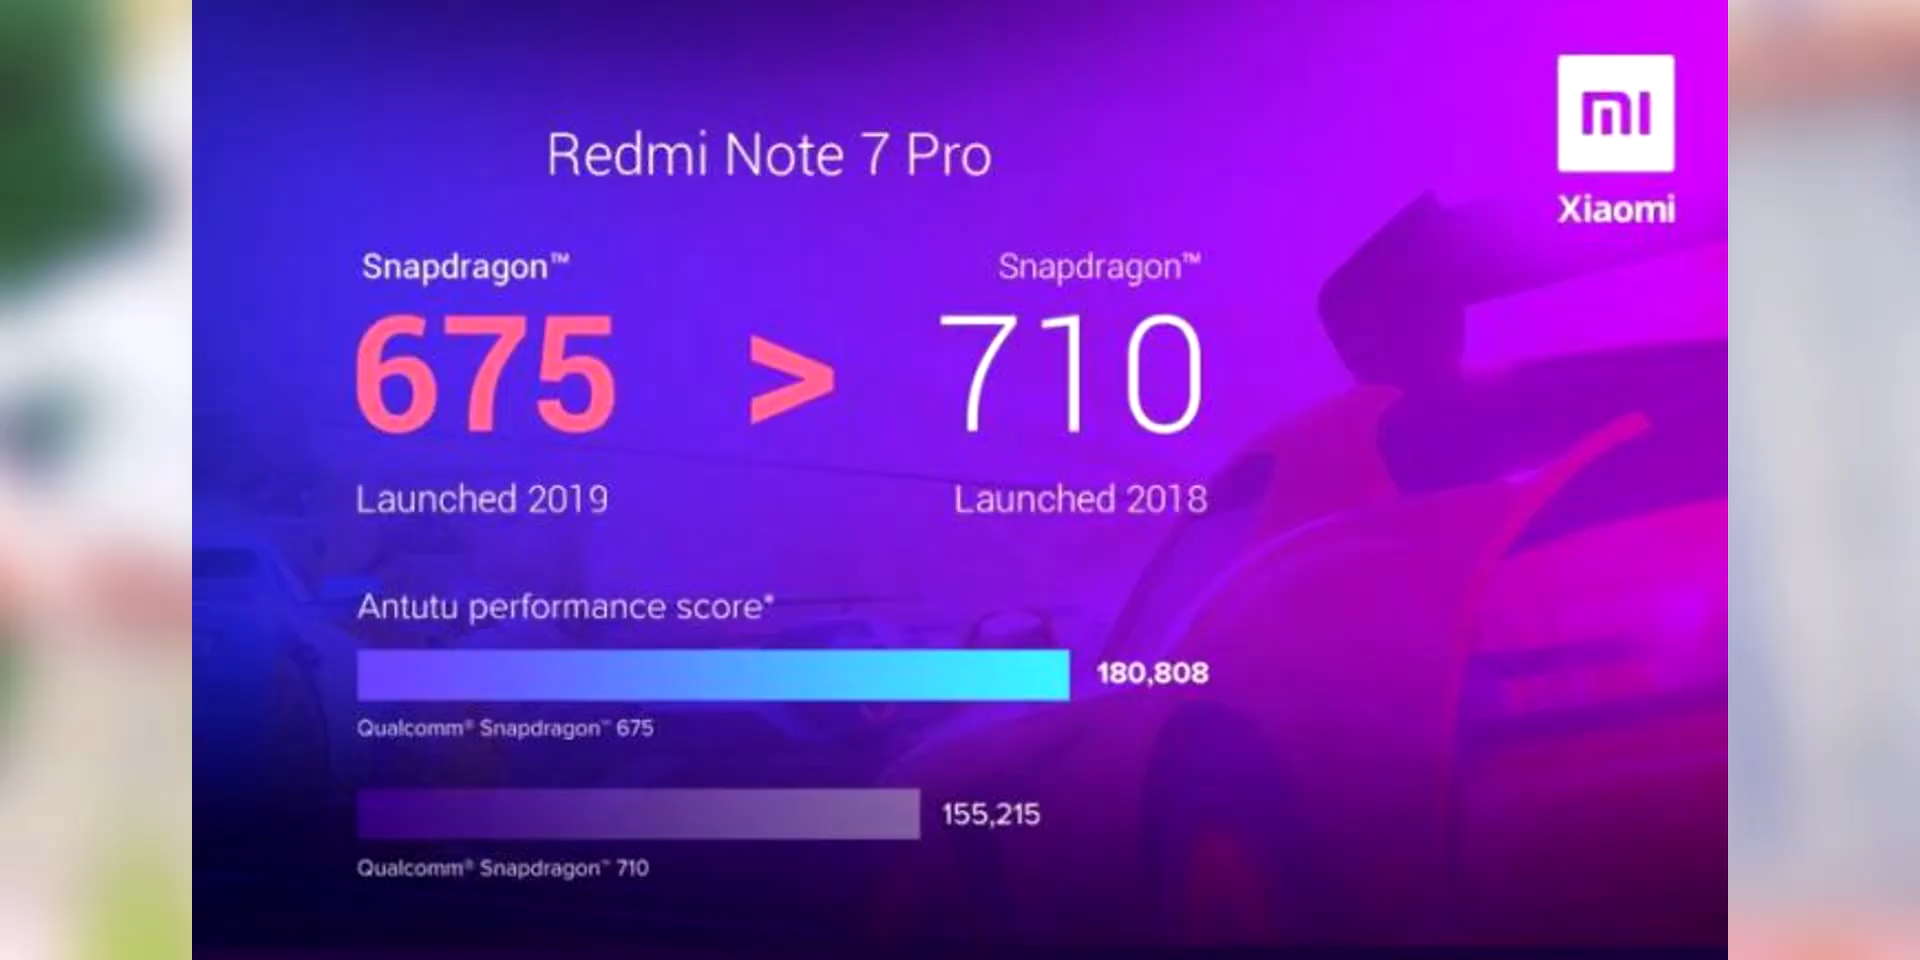 mi
Xiaomi
Redmi Note 7 Pro
Snapdragon™ Snapdragon™
675 > 710
Launched 2019 Launched 2018
Antutu performance score*
180,808
Qualcomm® Snapdragon™ 675
155,215
Qualcomm® Snapdragon™ 710